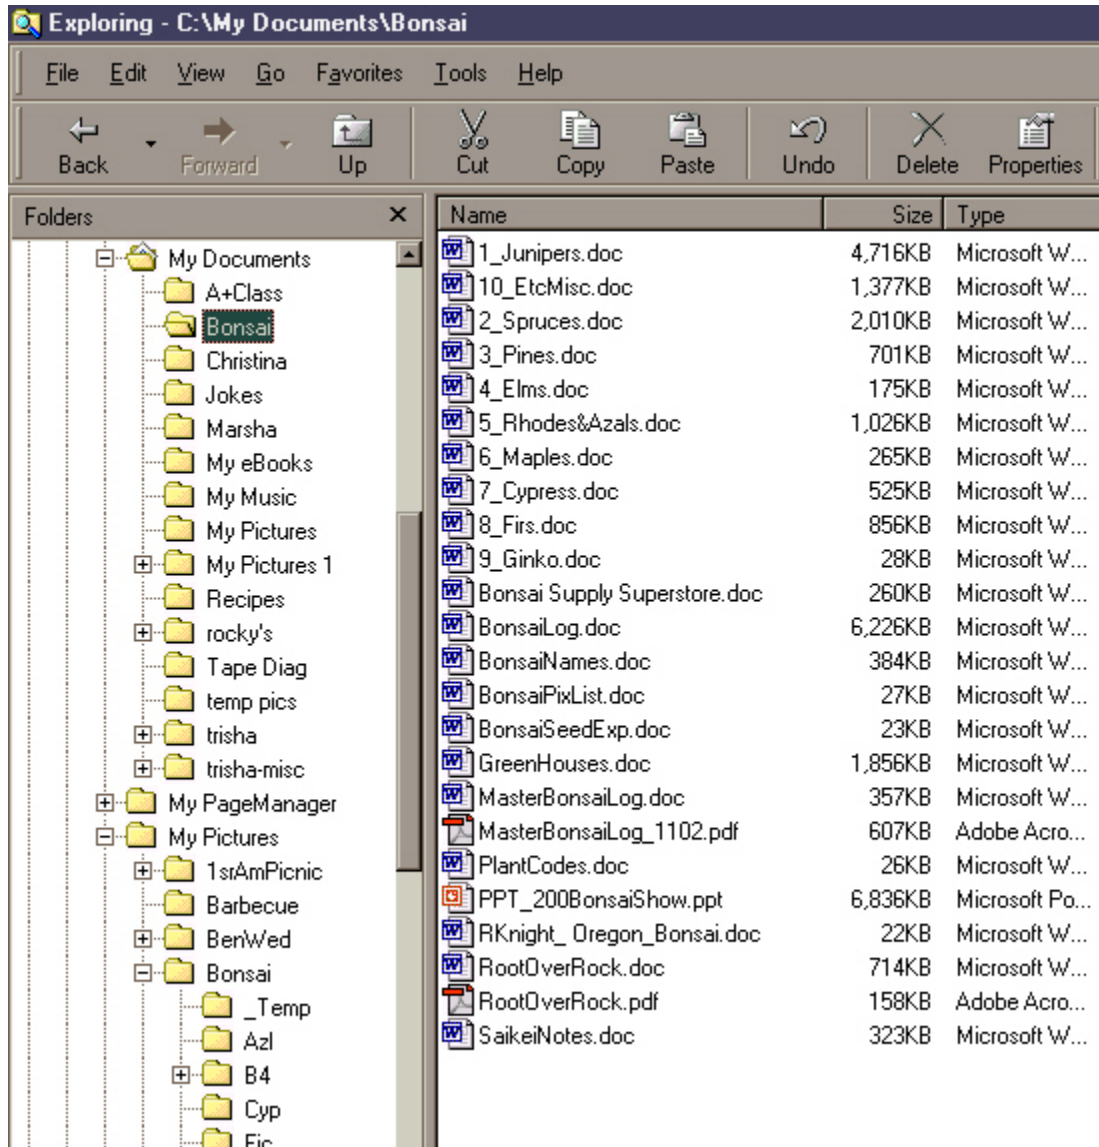 Exploring - C:\My Documents\Bonsai
File Edit View Go Favorites Tools Help
Back Forward Up Cut Copy Paste Undo Delete Properties
Folders
My Documents
A+Class
Bonsai
Christina
Jokes
Marsha
My eBooks
My Music
My Pictures
My Pictures 1
Recipes
rocky's
Tape Diag
temp pics
trisha
trisha-misc
My PageManager
My Pictures
1srAmPicnic
Barbecue
BenWed
Bonsai
_Temp
Azl
B4
Cyp
Fic
Name Size Type
1_Junipers.doc 4,716KB Microsoft W...
10_EtcMisc.doc 1,377KB Microsoft W...
2_Spruces.doc 2,010KB Microsoft W...
3_Pines.doc 701KB Microsoft W...
4_Elms.doc 175KB Microsoft W...
5_Rhodes&Azals.doc 1,026KB Microsoft W...
6_Maples.doc 265KB Microsoft W...
7_Cypress.doc 525KB Microsoft W...
8_Firs.doc 856KB Microsoft W...
9_Ginko.doc 28KB Microsoft W...
Bonsai Supply Superstore.doc 260KB Microsoft W...
BonsaiLog.doc 6,226KB Microsoft W...
BonsaiNames.doc 384KB Microsoft W...
BonsaiPixList.doc 27KB Microsoft W...
BonsaiSeedExp.doc 23KB Microsoft W...
GreenHouses.doc 1,856KB Microsoft W...
MasterBonsaiLog.doc 357KB Microsoft W...
MasterBonsaiLog_1102.pdf 607KB Adobe Acro...
PlantCodes.doc 26KB Microsoft W...
PPT_200BonsaiShow.ppt 6,836KB Microsoft Po...
RKnight_ Oregon_Bonsai.doc 22KB Microsoft W...
RootOverRock.doc 714KB Microsoft W...
RootOverRock.pdf 158KB Adobe Acro...
SaikeiNotes.doc 323KB Microsoft W...